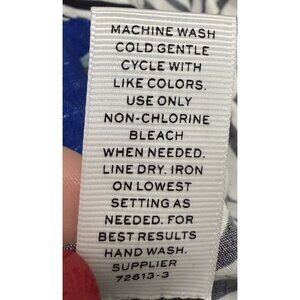 MACHINE WASH
COLD GENTLE
CYCLE WITH
LIKE COLORS.
USE ONLY
NON-CHLORINE
BLEACH
WHEN NEEDED.
LINE DRY. IRON
ON LOWEST
SETTING AS
NEEDED. FOR
BEST RESULTS
HAND WASH.
SUPPLIER
72613-3